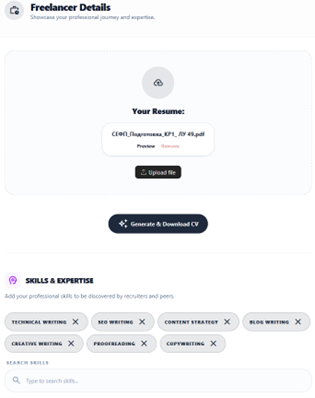 Freelancer Details
Showcase your professional journey and expertise.
Your Resume:
СЕФП_Подготовка_КР1_ ЛУ 49.pdf
Preview Remove
Upload file
Generate & Download CV
SKILLS & EXPERTISE
Add your professional skills to be discovered by recruiters and peers
TECHNICAL WRITING SEO WRITING CONTENT STRATEGY BLOG WRITING
CREATIVE WRITING PROOFREADING COPYWRITING
SEARCH SKILLS
Type to search skills...